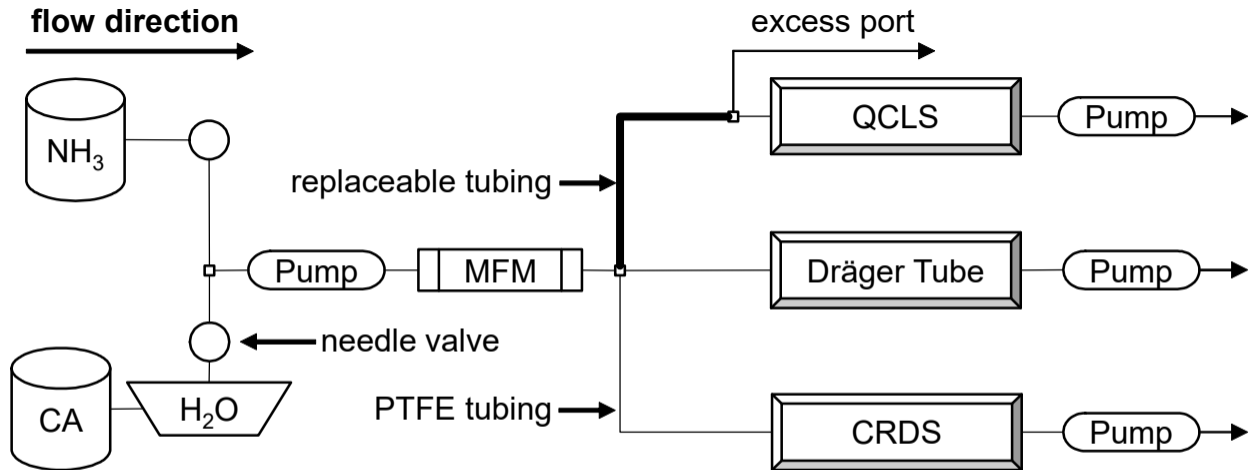 flow direction
excess port
NH₃
QCLS
Pump
replaceable tubing
Pump
MFM
Dräger Tube
Pump
needle valve
CA
H₂O
PTFE tubing
CRDS
Pump